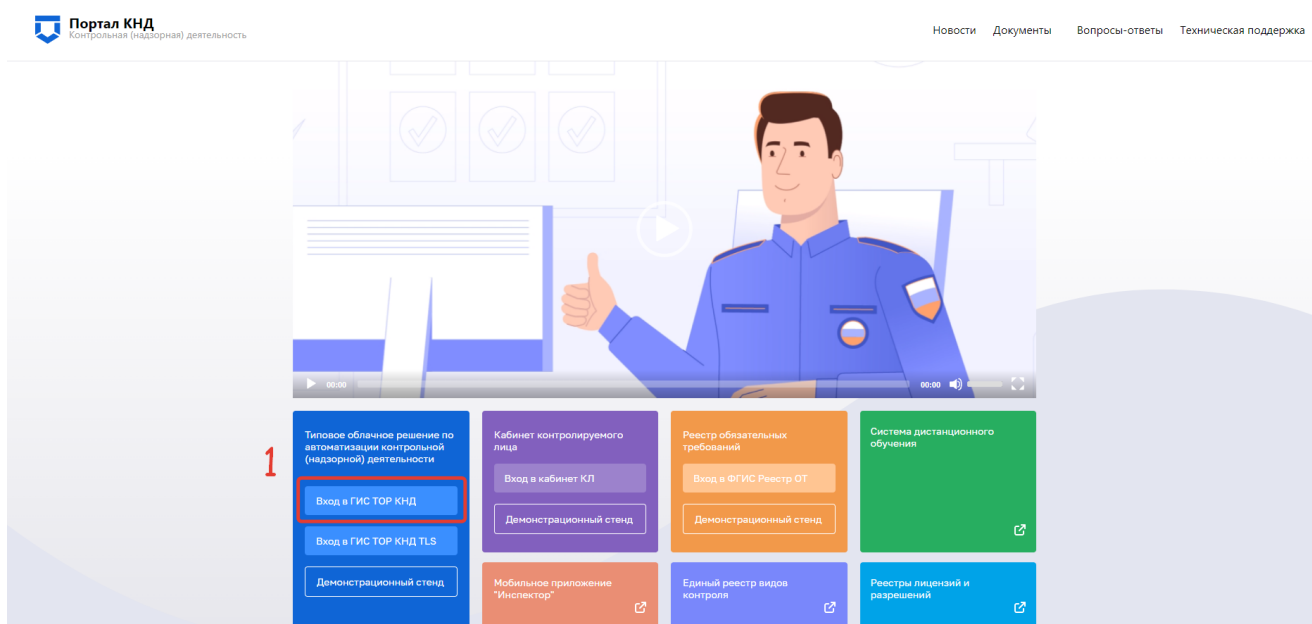 Портал КНД
Контрольная (надзорная) деятельность
Новости Документы Вопросы-ответы Техническая поддержка
00:00 00:00
1
Типовое облачное решение по
автоматизации контрольной
(надзорной) деятельности
Вход в ГИС ТОР КНД
Вход в ГИС ТОР КНД TLS
Демонстрационный стенд
Кабинет контролируемого
лица
Вход в кабинет КЛ
Демонстрационный стенд
Реестр обязательных
требований
Вход в ФГИС Реестр ОТ
Демонстрационный стенд
Система дистанционного
обучения
Мобильное приложение
"Инспектор"
Единый реестр видов
контроля
Реестры лицензий и
разрешений